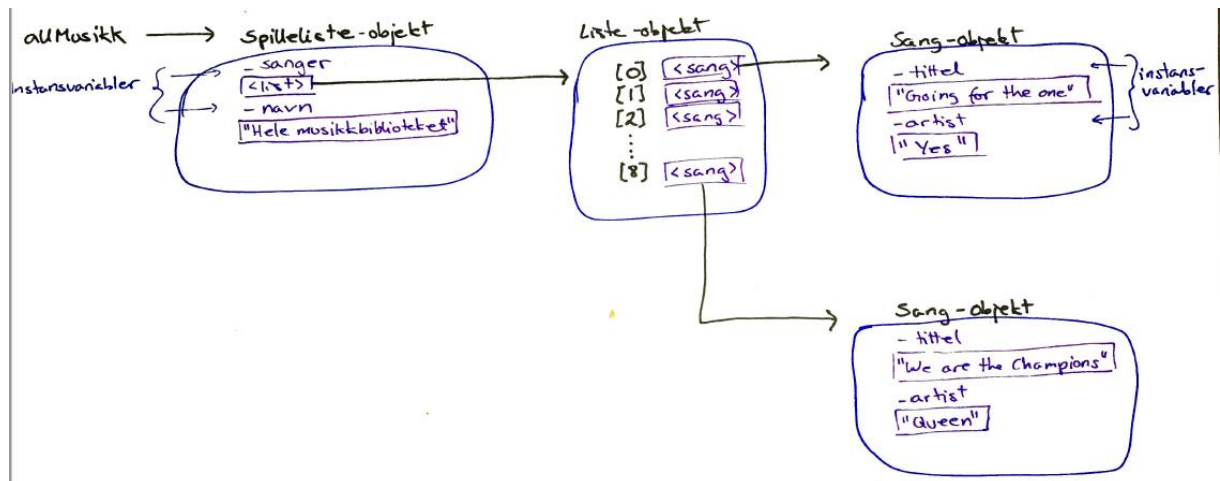 allMusikk
Spilleliste-objekt
instansvariabler
- sanger
<list>
- navn
"Hele musikkbiblioteket"
Liste-objekt
[0] <sang>
[1] <sang>
[2] <sang>
[8] <sang>
Sang-objekt
- tittel
"Going for the one"
- artist
"Yes"
instans-
variabler
Sang-objekt
- tittel
"We are the Champions"
- artist
"Queen"